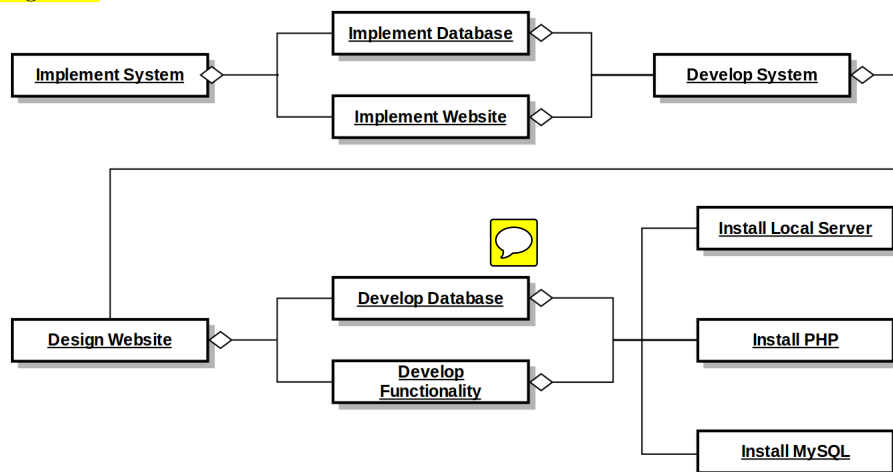 Implement Database
Implement System
Develop System
Implement Website
Install Local Server
Develop Database
Design Website
Install PHP
Develop
Functionality
Install MySQL